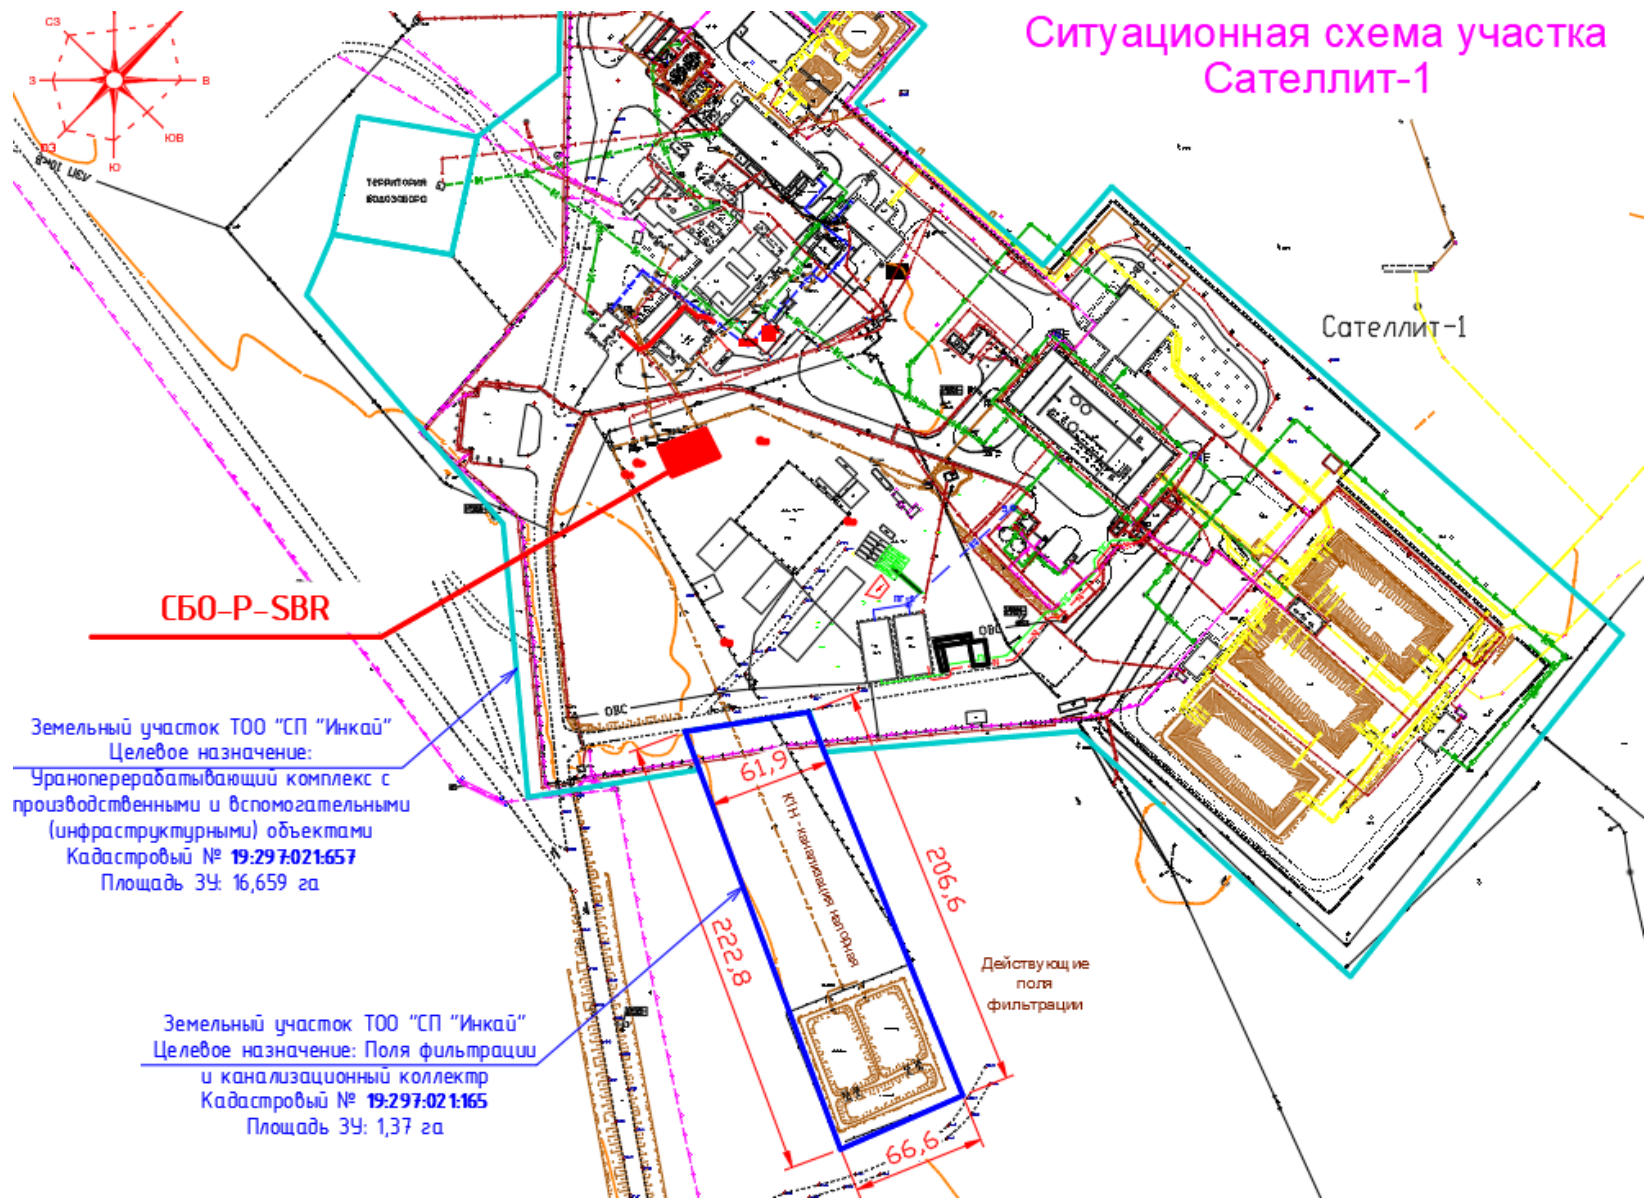 Ситуационная схема участка
Сателлит-1
СЗ
З
В
ЮВ
Ю
ЮЗ
ТЕРРИТОРИЯ
ВОДОЗАБОРА
Сателлит-1
СБО-Р-SBR
ПГ-1
ОВС
ОВС
Земельный участок ТОО "СП "Инкай"
Целевое назначение:
Ураноперерабатывающий комплекс с
производственными и вспомогательными
(инфраструктурными) объектами
Кадастровый № 19:297:021:657
Площадь ЗУ: 16,659 га
61,9
К1Н - канализация напорная
206,6
222,8
Действующие
поля
фильтрации
Земельный участок ТОО "СП "Инкай"
Целевое назначение: Поля фильтрации
и канализационный коллектр
Кадастровый № 19:297:021:165
Площадь ЗУ: 1,37 га
66,6